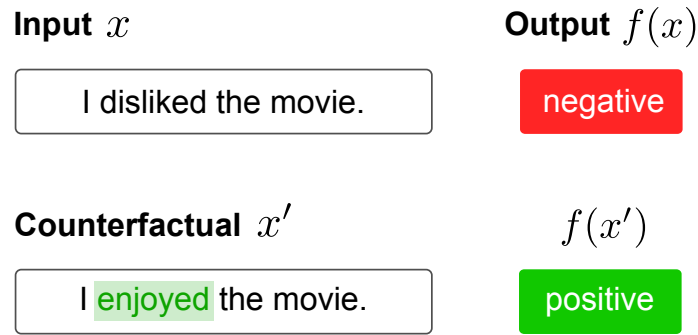 Input x Output f(x)
I disliked the movie. negative
Counterfactual x′ f(x′)
I enjoyed the movie. positive